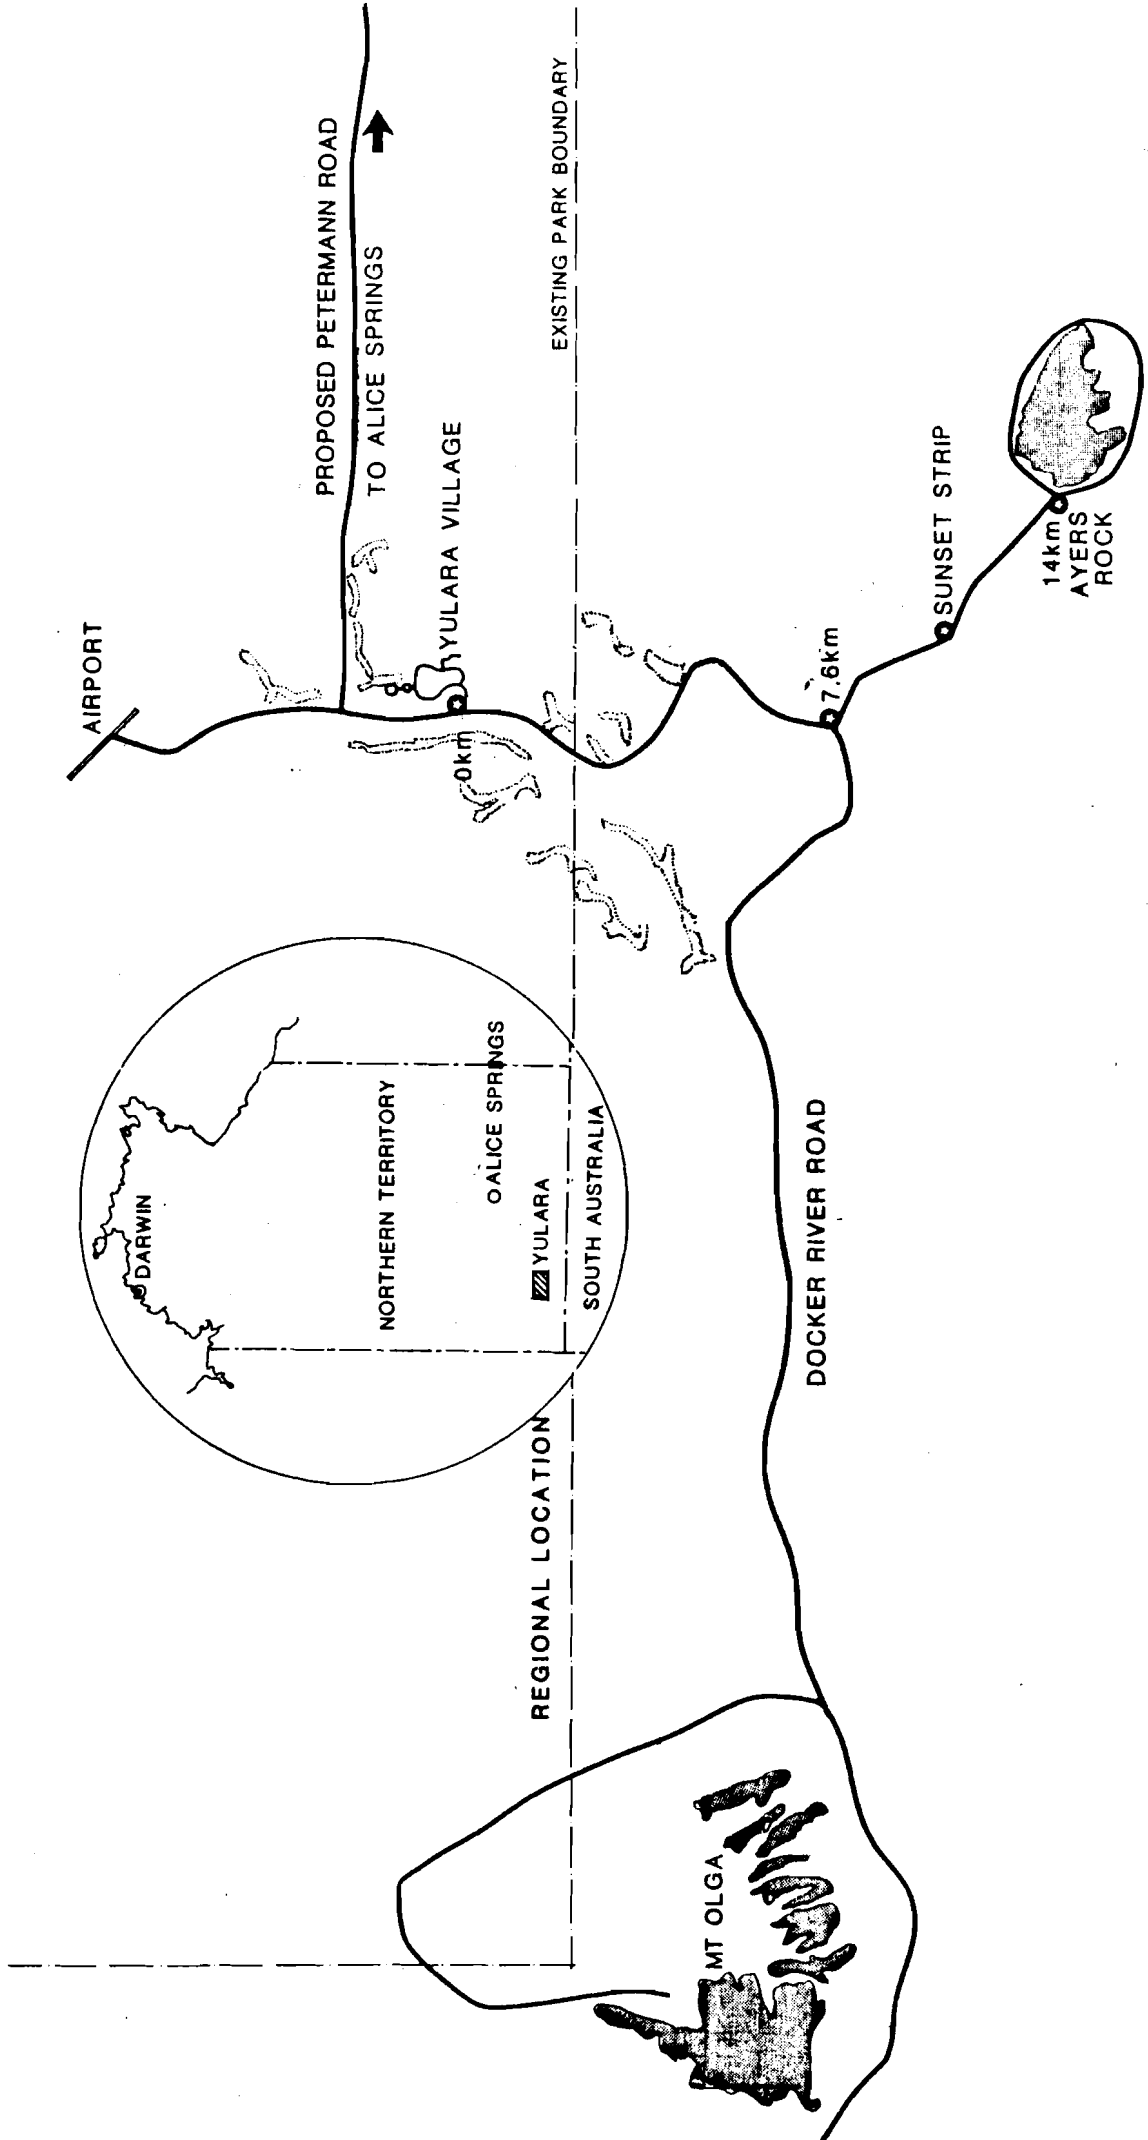 AIRPORT
PROPOSED PETERMANN ROAD
TO ALICE SPRINGS
YULARA VILLAGE
0km
EXISTING PARK BOUNDARY
7.6km
SUNSET STRIP
14km
AYERS
ROCK
DARWIN
NORTHERN TERRITORY
ALICE SPRINGS
YULARA
SOUTH AUSTRALIA
REGIONAL LOCATION
DOCKER RIVER ROAD
MT OLGA